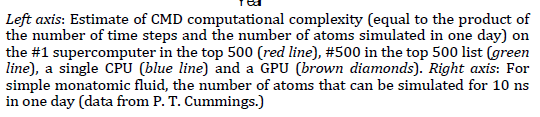 Left axis: Estimate of CMD computational complexity (equal to the product of
the number of time steps and the number of atoms simulated in one day) on
the #1 supercomputer in the top 500 (red line), #500 in the top 500 list (green
line), a single CPU (blue line) and a GPU (brown diamonds). Right axis: For
simple monatomic fluid, the number of atoms that can be simulated for 10 ns
in one day (data from P. T. Cummings.)